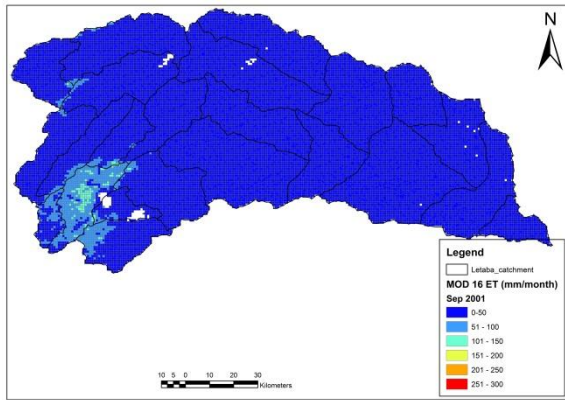 N
Legend
Letaba_catchment
MOD 16 ET (mm/month)
Sep 2001
0-50
51 - 100
101 - 150
151 - 200
201 - 250
251 - 300
10 5 0 10 20 30
Kilometers